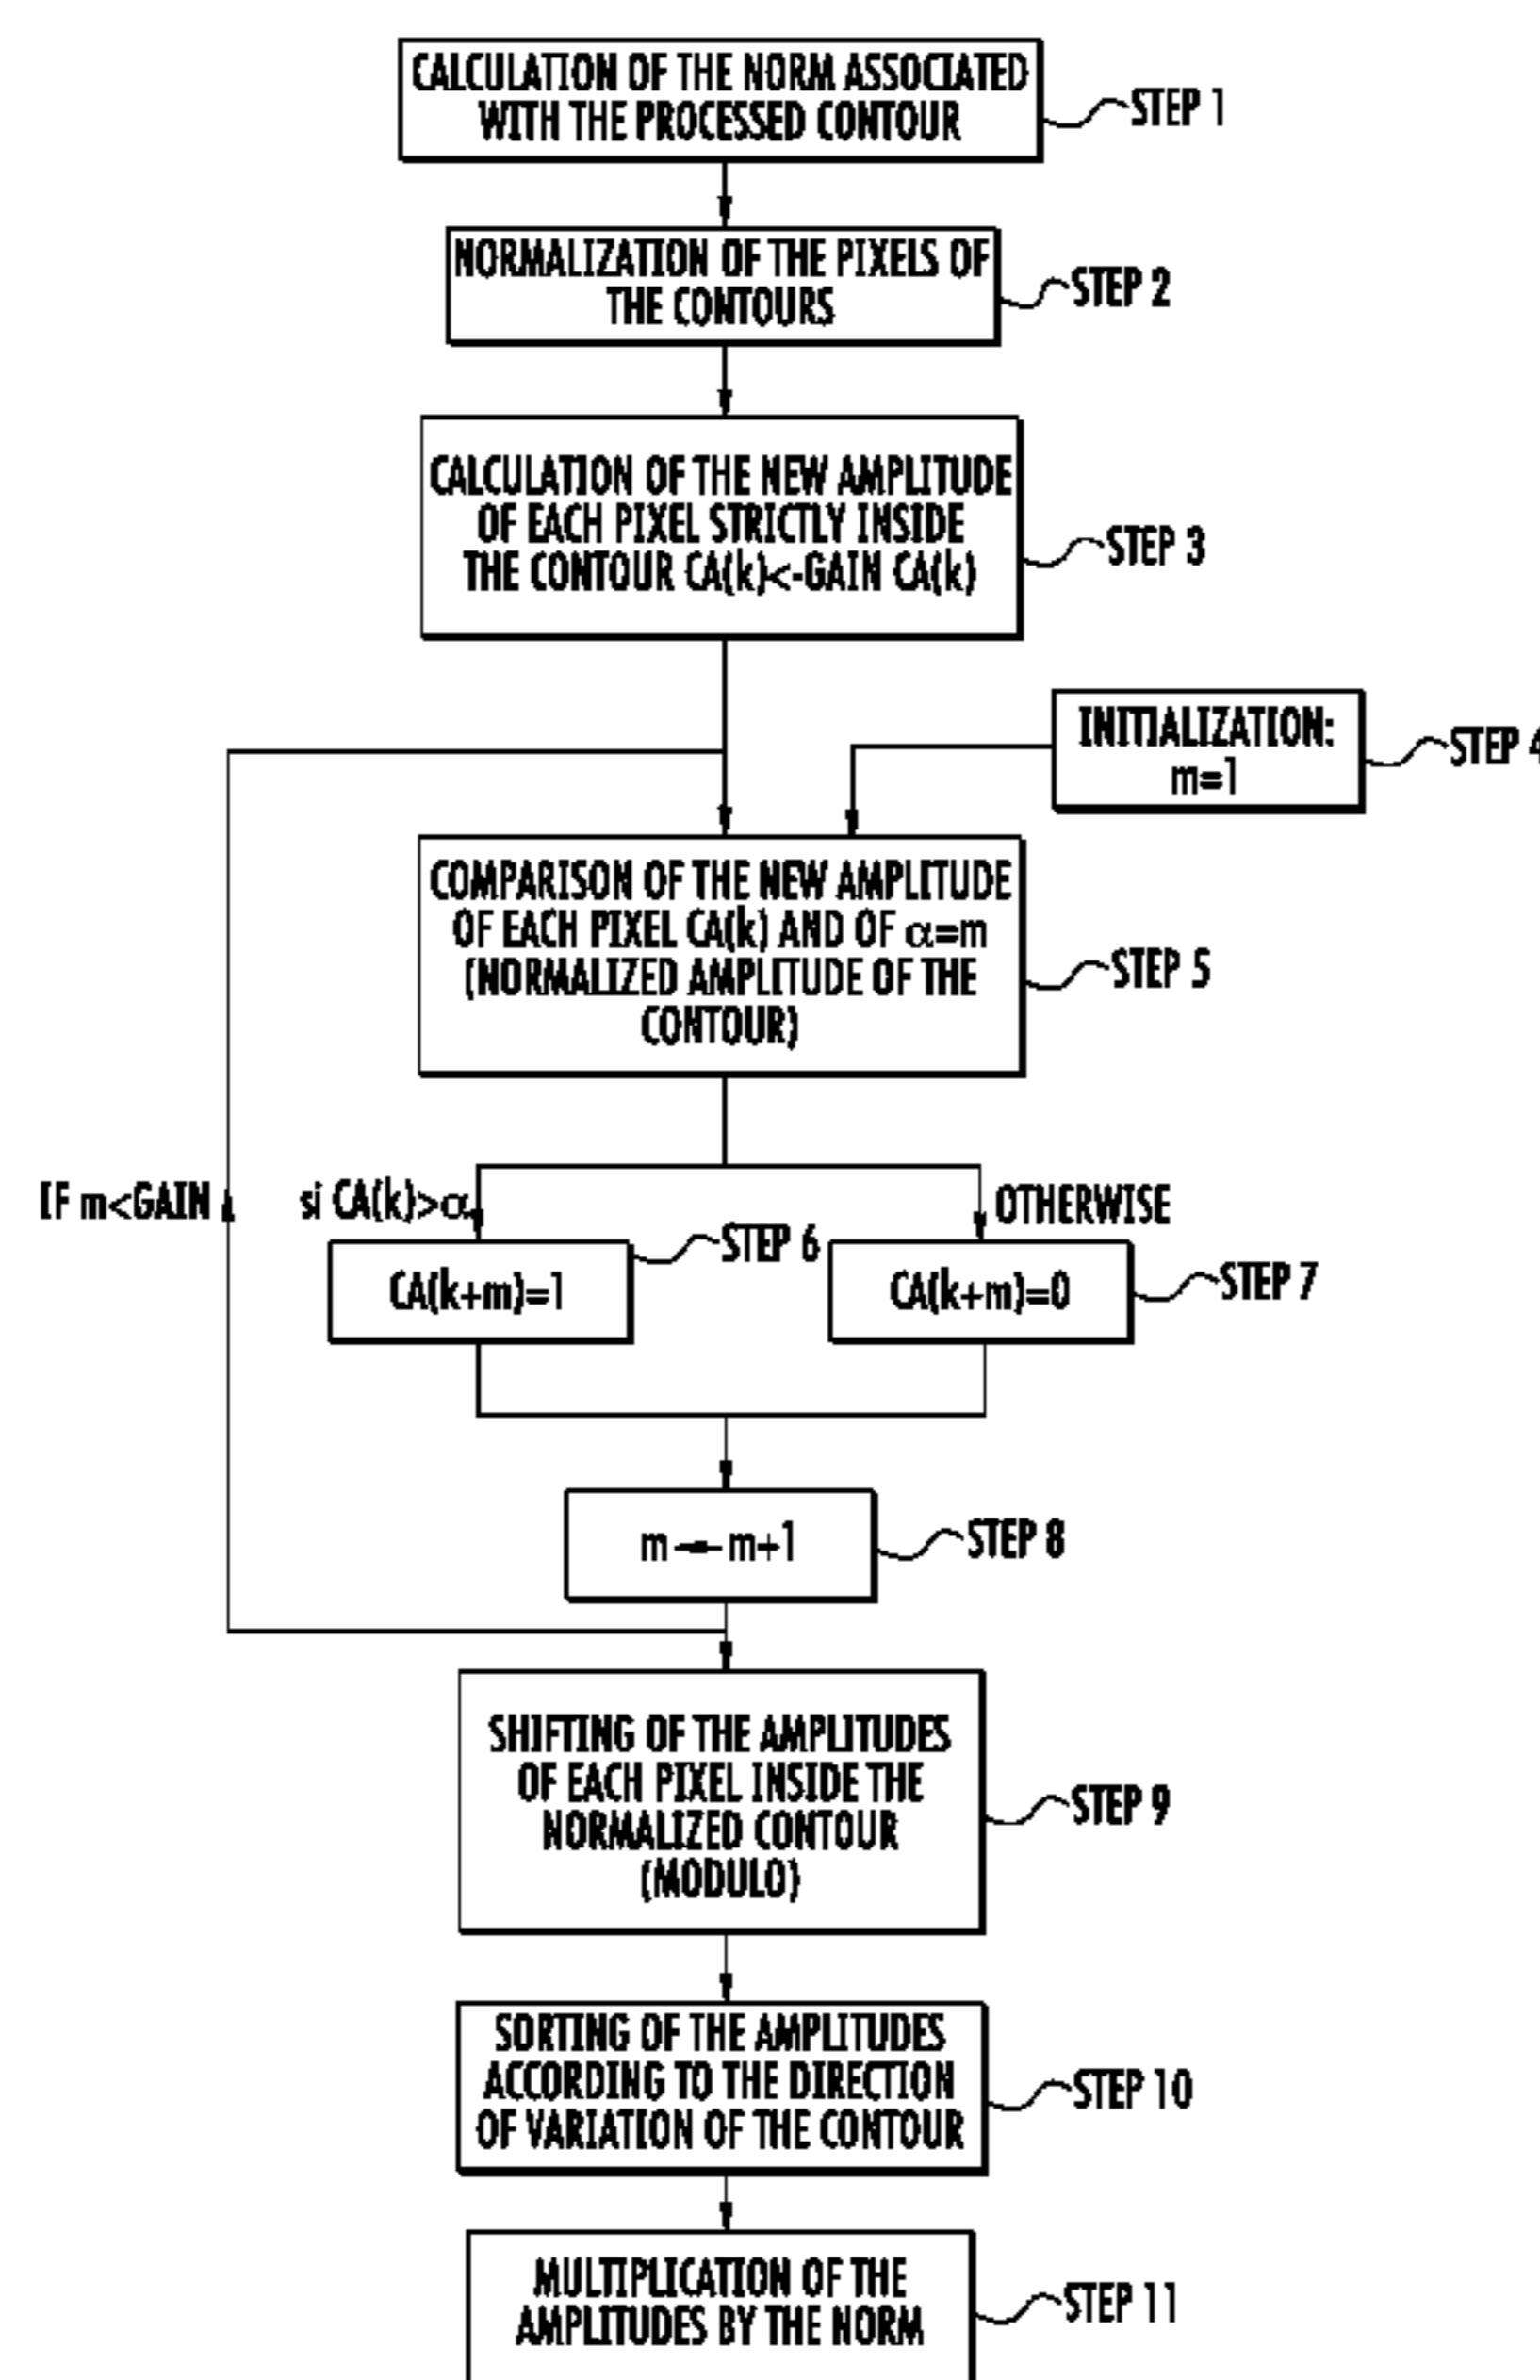 CALCULATION OF THE NORM ASSOCIATED
WITH THE PROCESSED CONTOUR
STEP 1
NORMALIZATION OF THE PIXELS OF
THE CONTOURS
STEP 2
CALCULATION OF THE NEW AMPLITUDE
OF EACH PIXEL STRICTLY INSIDE
THE CONTOUR CA(k)<-GAIN CA(k)
STEP 3
INITIALIZATION:
m=1
STEP 4
COMPARISON OF THE NEW AMPLITUDE
OF EACH PIXEL CA(k) AND OF α=m
(NORMALIZED AMPLITUDE OF THE
CONTOUR)
STEP 5
IF m<GAIN
si CA(k)>α
OTHERWISE
STEP 6
CA(k+m)=1
CA(k+m)=0
STEP 7
m ← m+1
STEP 8
SHIFTING OF THE AMPLITUDES
OF EACH PIXEL INSIDE THE
NORMALIZED CONTOUR
(MODULO)
STEP 9
SORTING OF THE AMPLITUDES
ACCORDING TO THE DIRECTION
OF VARIATION OF THE CONTOUR
STEP 10
MULTIPLICATION OF THE
AMPLITUDES BY THE NORM
STEP 11